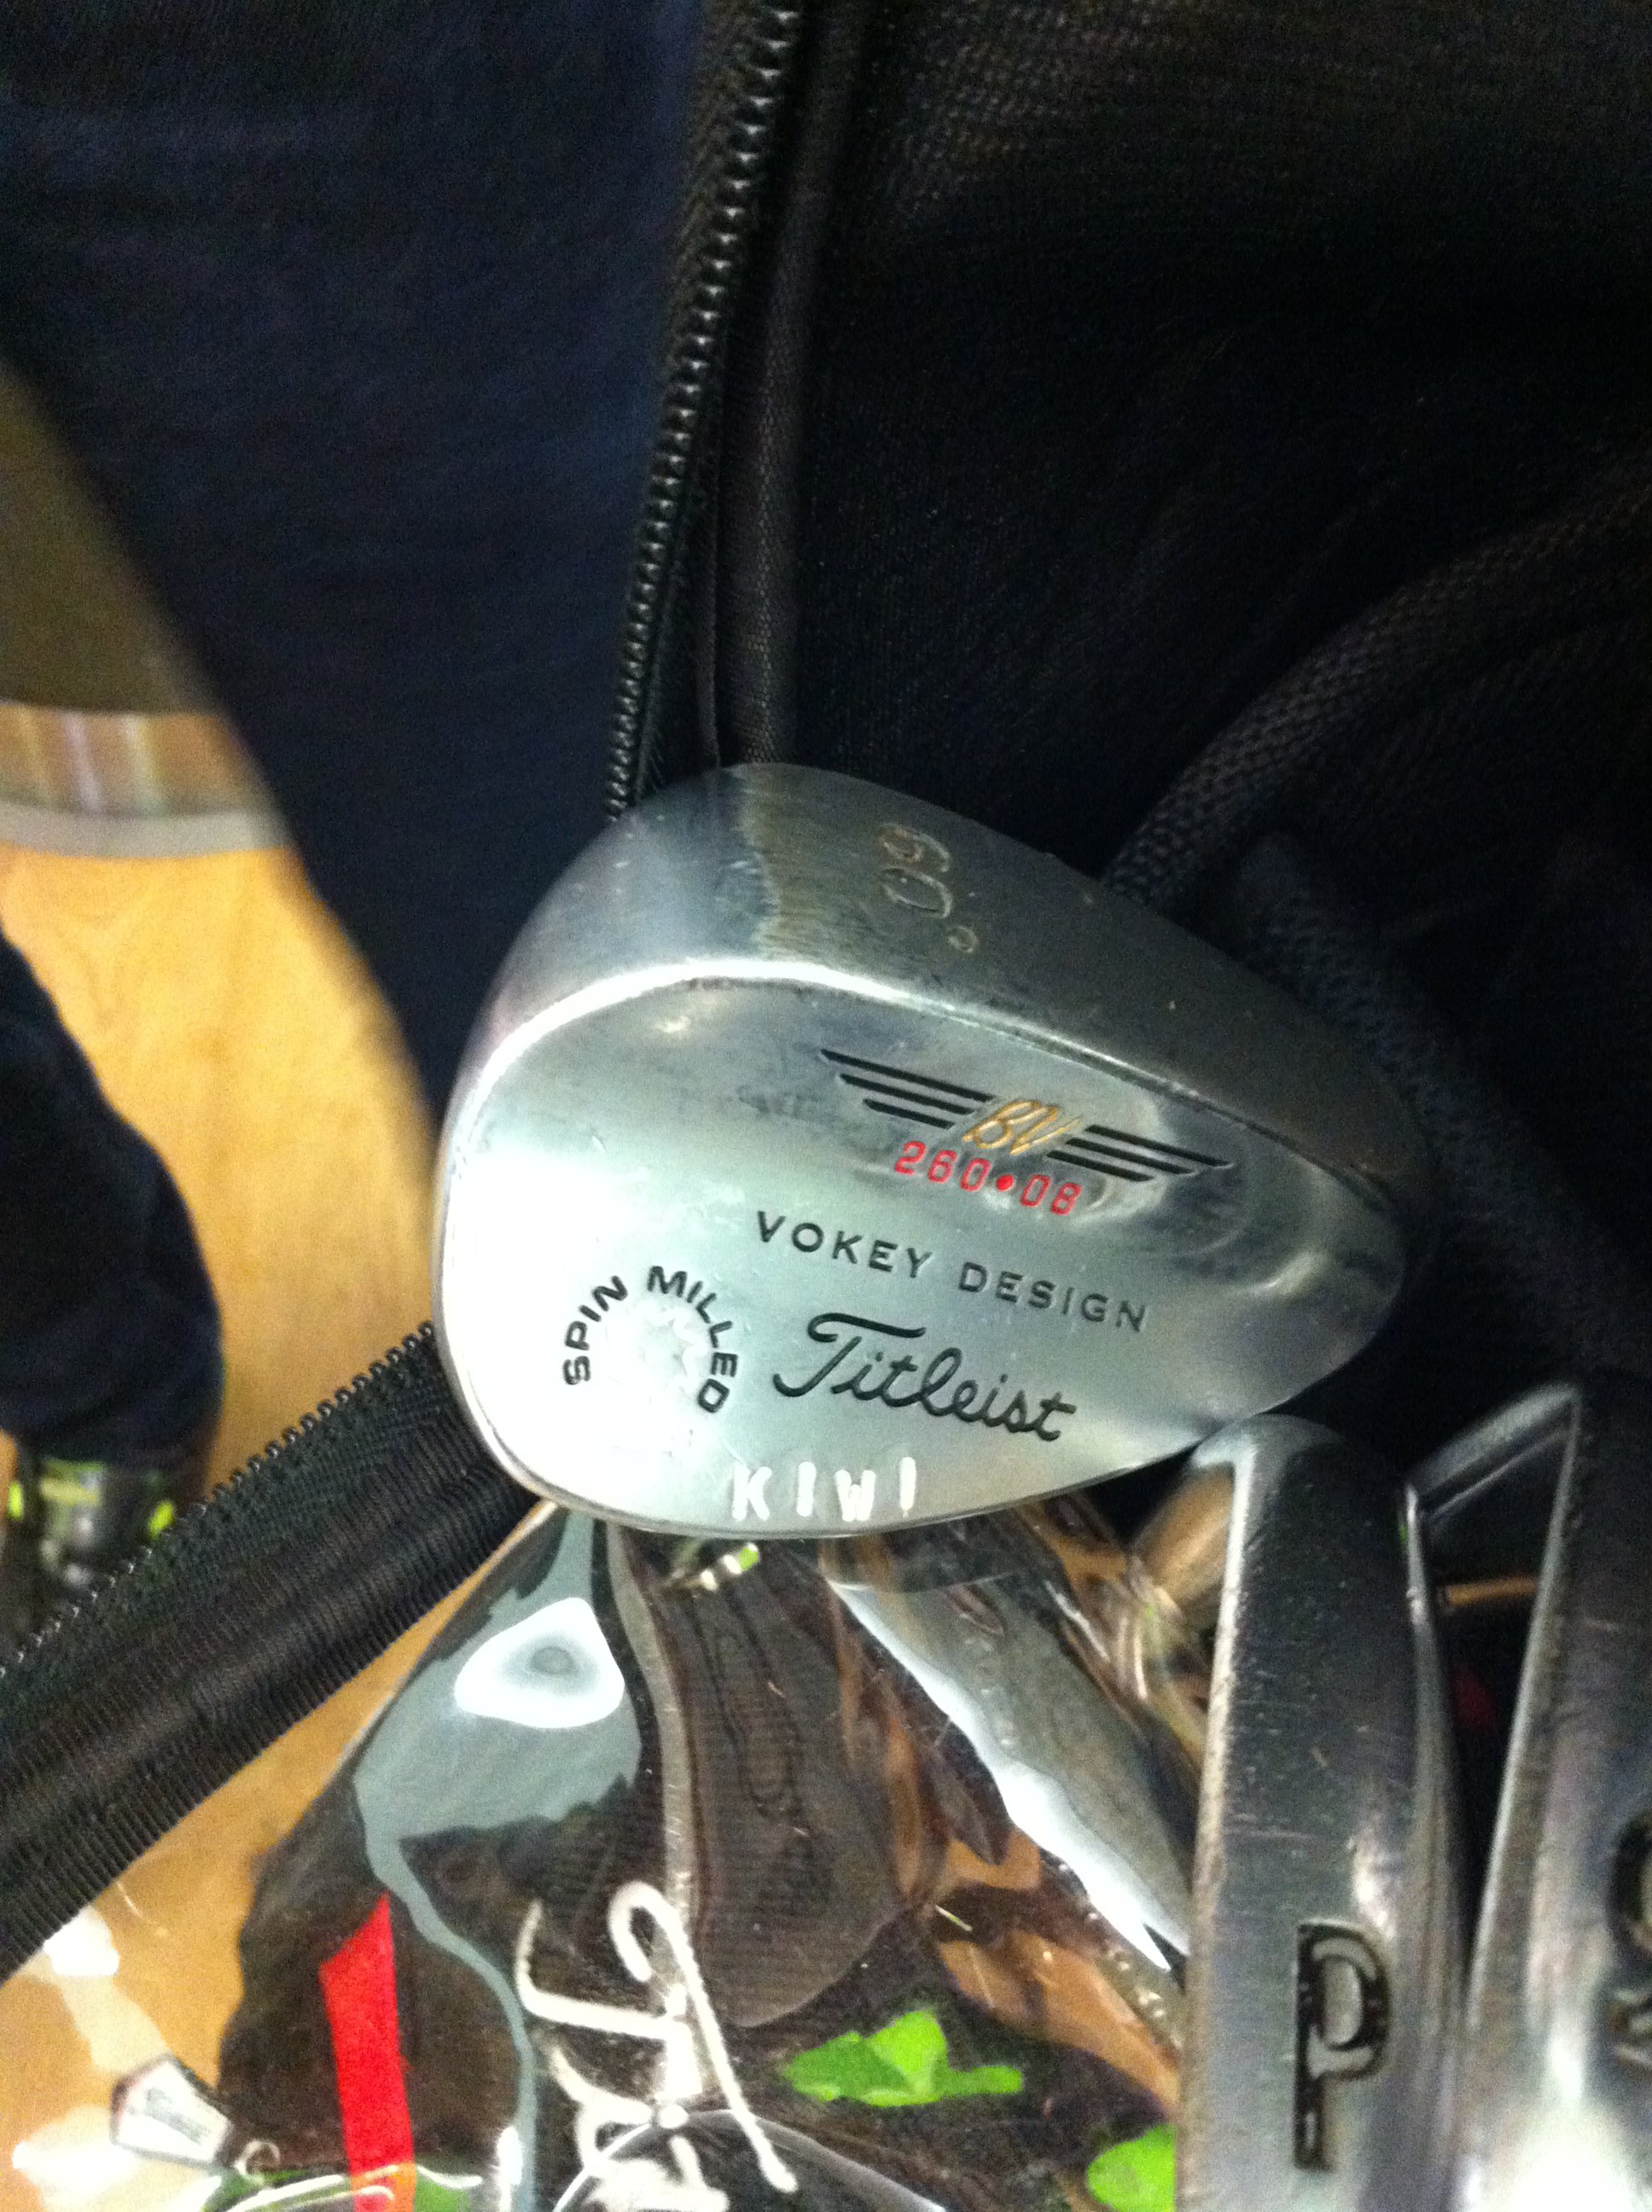 60°
BV
260•08
VOKEY DESIGN
SPIN MILLED
Titleist
KIWI
P